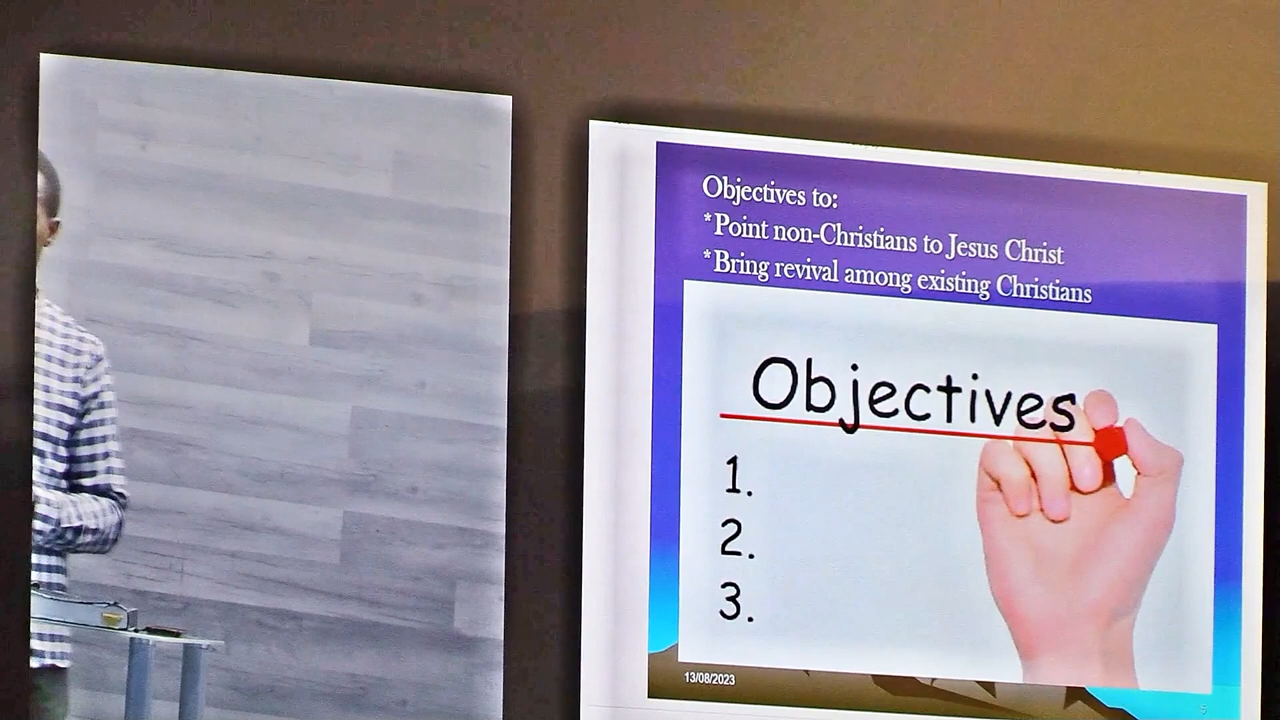 Objectives to:
*Point non-Christians to Jesus Christ
*Bring revival among existing Christians
Objectives
1.
2.
3.
13/08/2023
5